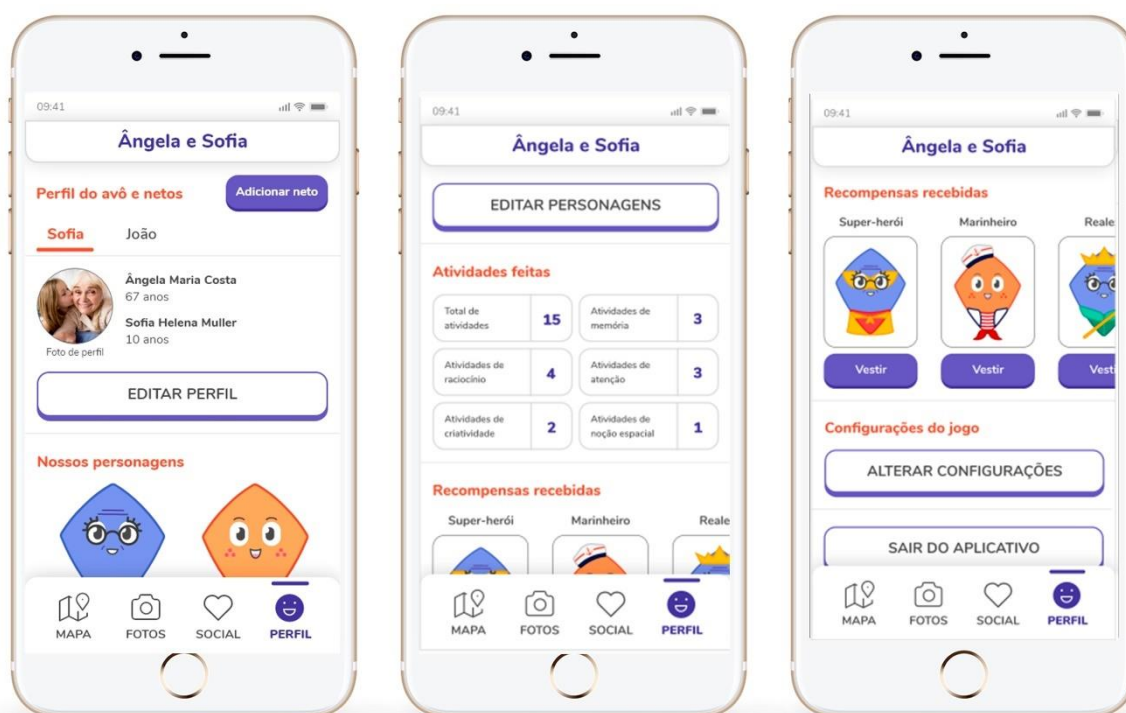 09:41
Ângela e Sofia
Perfil do avô e netos
Adicionar neto
Sofia
João
Ângela Maria Costa
67 anos
Sofia Helena Muller
10 anos
Foto de perfil
EDITAR PERFIL
Nossos personagens
MAPA
FOTOS
SOCIAL
PERFIL
09:41
Ângela e Sofia
EDITAR PERSONAGENS
Atividades feitas
Total de
atividades
15
Atividades de
memória
3
Atividades de
raciocínio
4
Atividades de
atenção
3
Atividades de
criatividade
2
Atividades de
noção espacial
1
Recompensas recebidas
Super-herói
Marinheiro
Reale
MAPA
FOTOS
SOCIAL
PERFIL
09:41
Ângela e Sofia
Recompensas recebidas
Super-herói
Marinheiro
Reale
Vestir
Vestir
Vesti
Configurações do jogo
ALTERAR CONFIGURAÇÕES
SAIR DO APLICATIVO
MAPA
FOTOS
SOCIAL
PERFIL